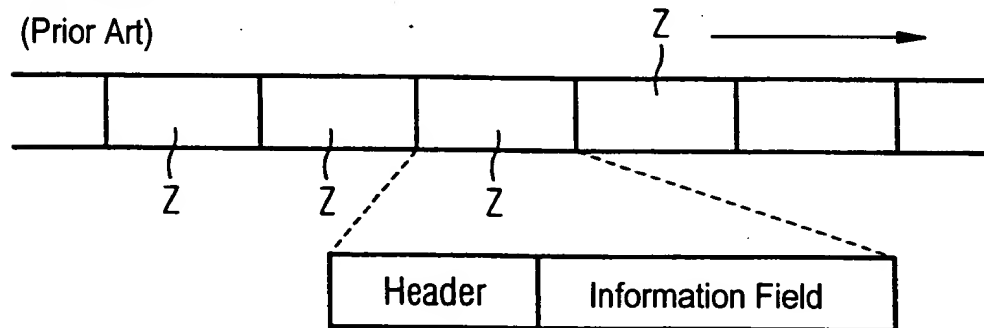 (Prior Art)
Z
Z Z Z
Header Information Field